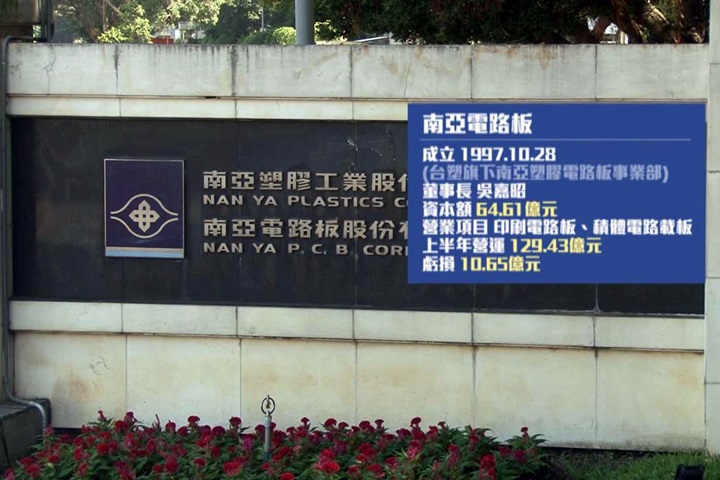 南亞塑膠工業股份
NAN YA PLASTICS CO
南亞電路板股份有
NAN YA P. C. B. COR
南亞電路板
成立 1997.10.28
(台塑旗下南亞塑膠電路板事業部)
董事長 吳嘉昭
資本額 64.61億元
營業項目 印刷電路板、積體電路載板
上半年營運 129.43億元
虧損 10.65億元